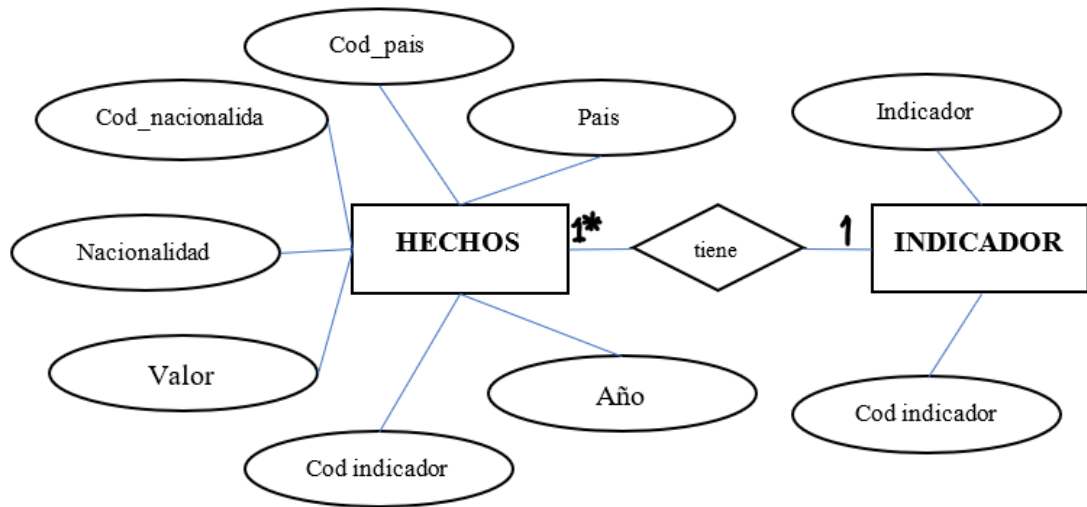 Cod_pais
Cod_nacionalida
Pais
Indicador
HECHOS
1*
tiene
1
INDICADOR
Nacionalidad
Valor
Año
Cod indicador
Cod indicador